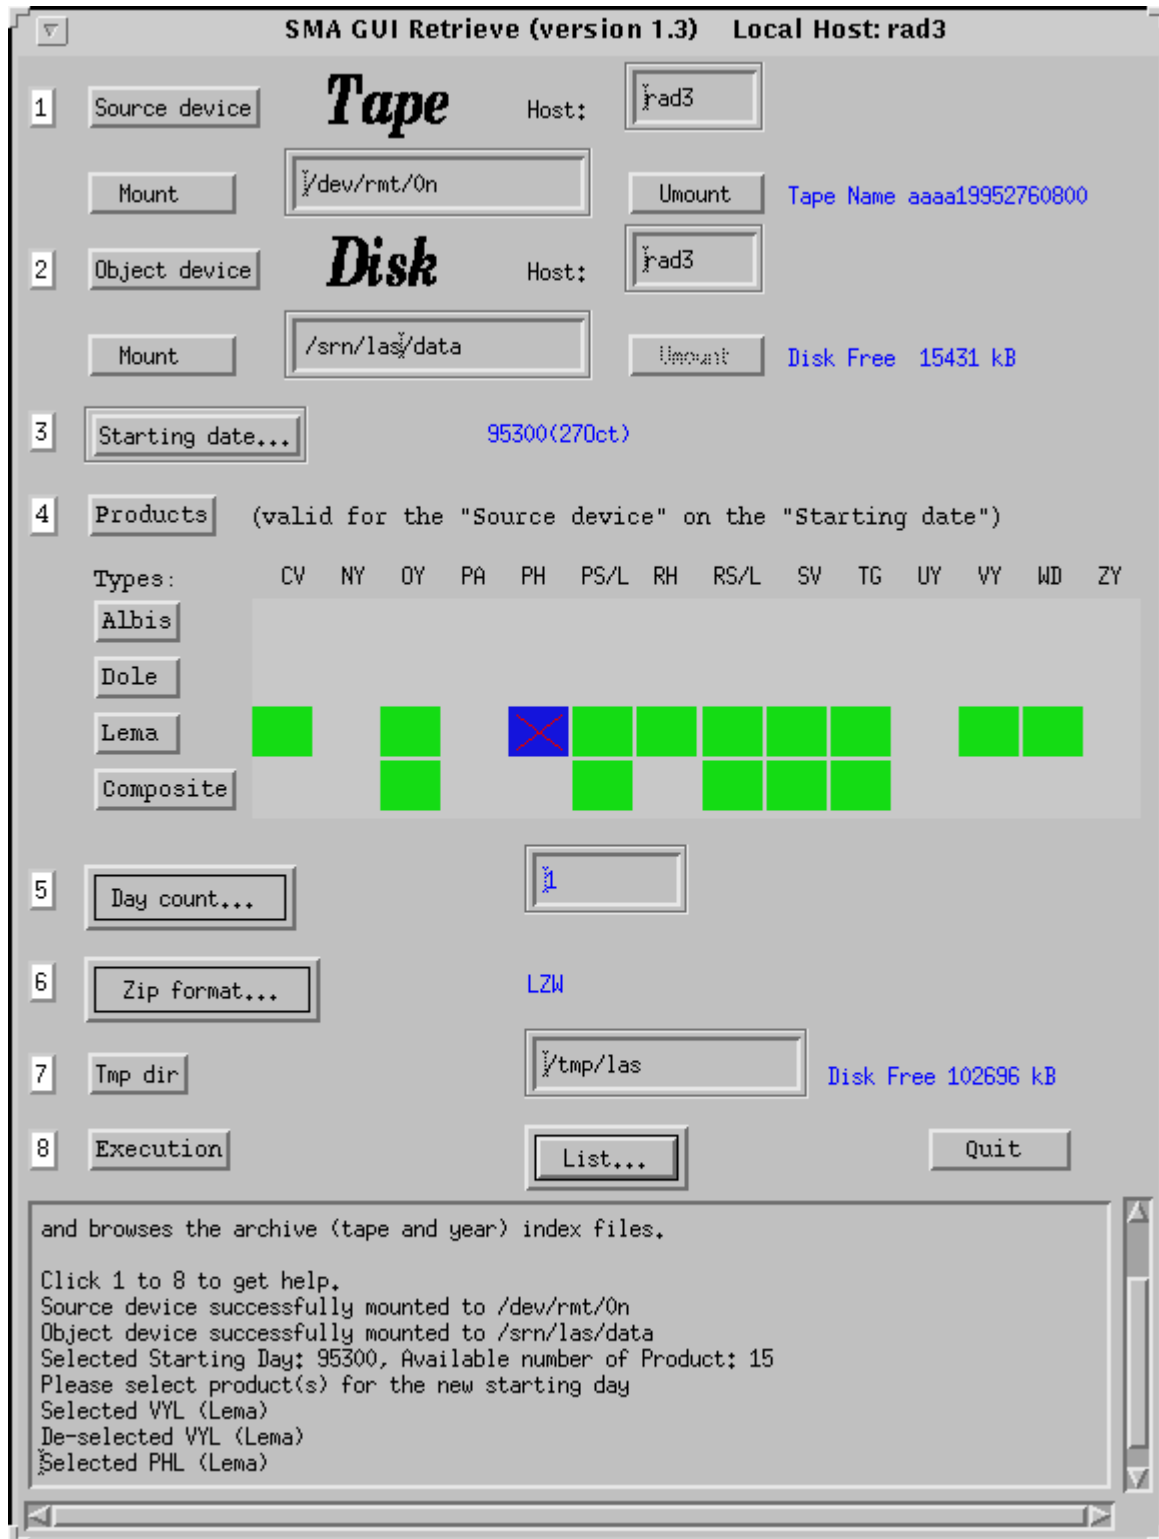 SMA GUI Retrieve (version 1.3) Local Host: rad3
1 Source device Tape Host: rad3
Mount /dev/rmt/0n Umount Tape Name aaaa19952760800
2 Object device Disk Host: rad3
Mount /srn/las/data Umount Disk Free 15431 kB
3 Starting date... 95300(27Oct)
4 Products (valid for the "Source device" on the "Starting date")
Types: CV NY OY PA PH PS/L RH RS/L SV TG UY VY WD ZY
Albis
Dole
Lema
Composite
5 Day count... 1
6 Zip format... LZW
7 Tmp dir /tmp/las Disk Free 102696 kB
8 Execution List... Quit
and browses the archive (tape and year) index files.
Click 1 to 8 to get help.
Source device successfully mounted to /dev/rmt/0n
Object device successfully mounted to /srn/las/data
Selected Starting Day: 95300, Available number of Product: 15
Please select product(s) for the new starting day
Selected VYL (Lema)
De-selected VYL (Lema)
Selected PHL (Lema)